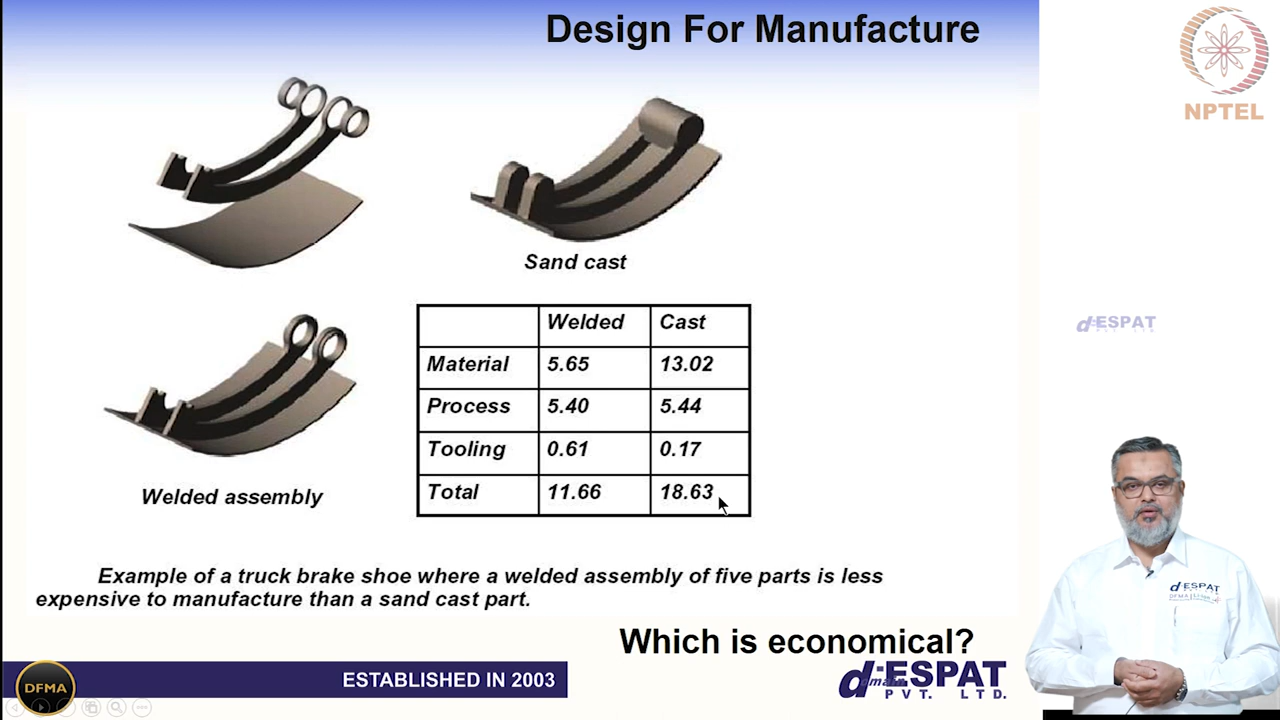 Design For Manufacture
NPTEL
Sand cast
Welded assembly
Welded Cast
Material 5.65 13.02
Process 5.40 5.44
Tooling 0.61 0.17
Total 11.66 18.63
Example of a truck brake shoe where a welded assembly of five parts is less
expensive to manufacture than a sand cast part.
Which is economical?
DFMA
ESTABLISHED IN 2003
d-ESPAT
PVT. LTD.
d-ESPAT
d-ESPAT